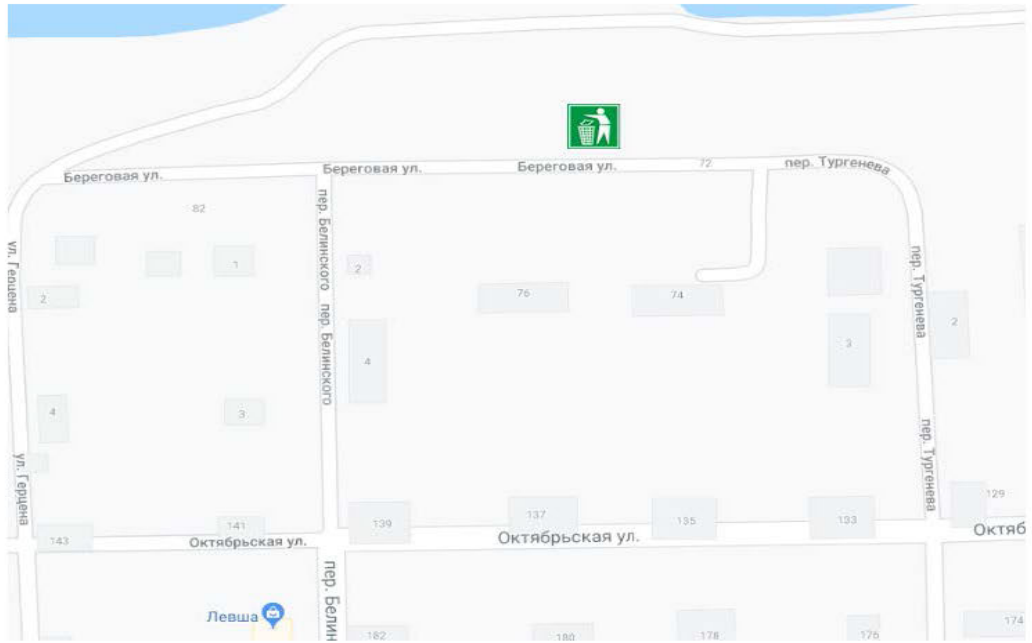 Береговая ул.
Береговая ул.
Береговая ул.
72
пер. Тургенева
82
пер. Белинского
ул. Герцена
1
2
пер. Тургенева
2
76
74
2
пер. Белинского
4
3
4
3
пер. Тургенева
ул. Герцена
129
139
137
135
133
141
143
Октябрьская ул.
Октябрьская ул.
Октяб
пер. Белин
Левша
182
180
178
176
174